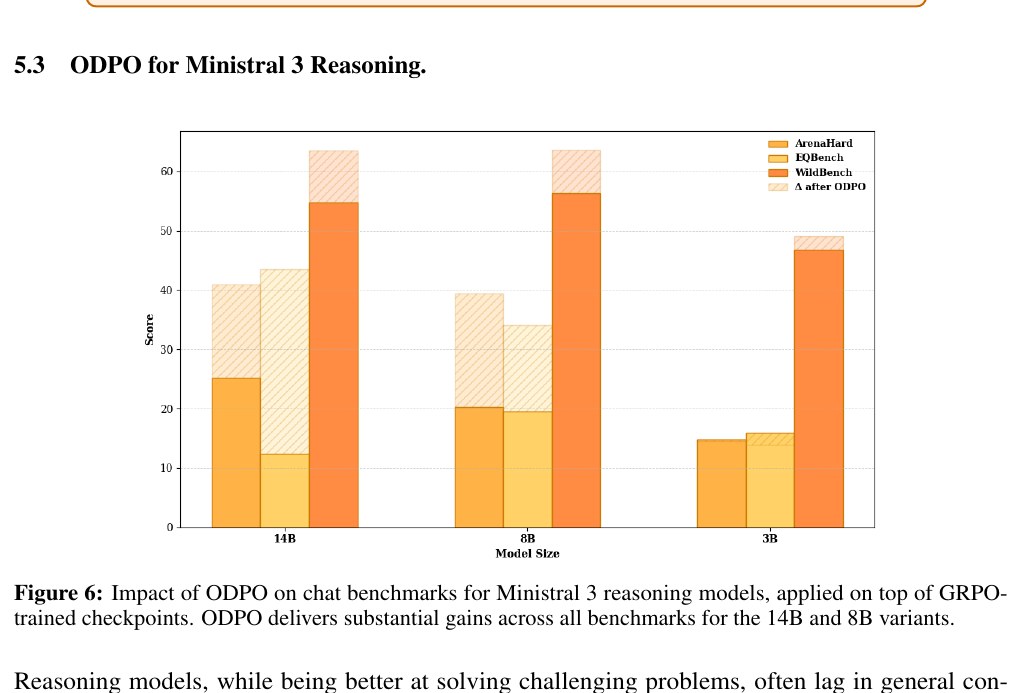 5.3 ODPO for Ministral 3 Reasoning.
ArenaHard
EQBench
WildBench
Δ after ODPO
60
50
40
30
20
10
0
Score
14B
8B
3B
Model Size
Figure 6: Impact of ODPO on chat benchmarks for Ministral 3 reasoning models, applied on top of GRPO-
trained checkpoints. ODPO delivers substantial gains across all benchmarks for the 14B and 8B variants.
Reasoning models, while being better at solving challenging problems, often lag in general con-